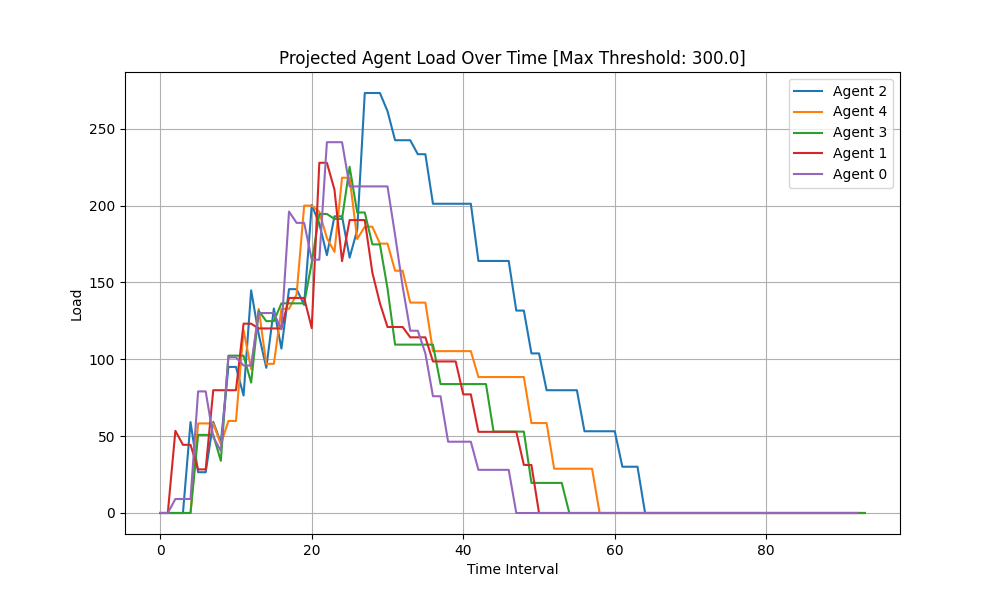 Projected Agent Load Over Time [Max Threshold: 300.0]
Agent 2
Agent 4
Agent 3
Agent 1
Agent 0
250
200
150
100
50
0
Load
0 20 40 60 80
Time Interval